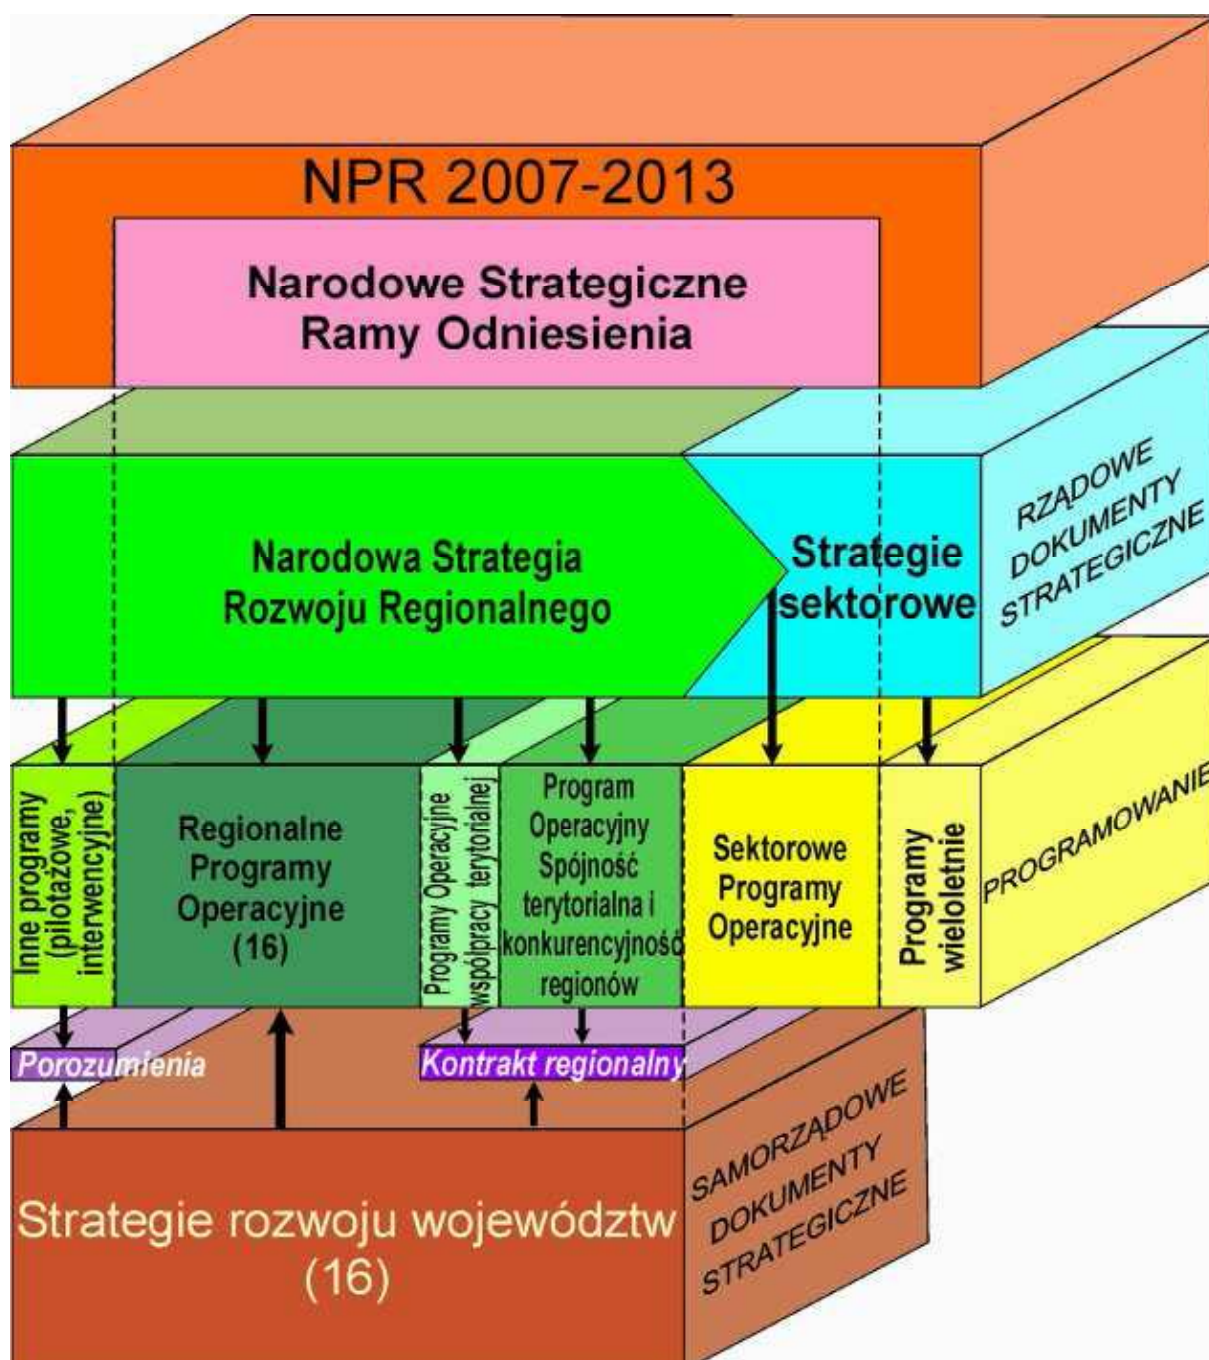 NPR 2007-2013
Narodowe Strategiczne
Ramy Odniesienia
Narodowa Strategia
Rozwoju Regionalnego
Strategie
sektorowe
RZĄDOWE
DOKUMENTY
STRATEGICZNE
Inne programy
(pilotażowe,
interwencyjne)
Regionalne
Programy
Operacyjne
(16)
Programy Operacyjne
współpracy terytorialnej
Program
Operacyjny
Spójność
terytorialna i
konkurencyjność
regionów
Sektorowe
Programy
Operacyjne
Programy
wieloletnie
PROGRAMOWANIE
Porozumienia
Kontrakt regionalny
Strategie rozwoju województw
(16)
SAMORZĄDOWE
DOKUMENTY
STRATEGICZNE